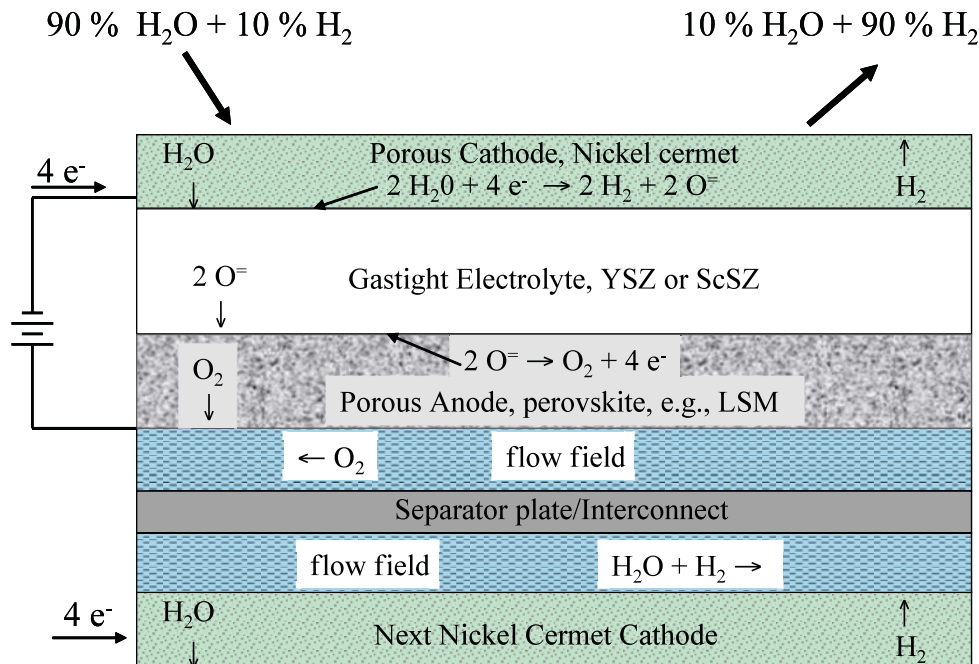 90 % H₂O + 10 % H₂
10 % H₂O + 90 % H₂
4 e⁻
H₂O
Porous Cathode, Nickel cermet
2 H₂0 + 4 e⁻ → 2 H₂ + 2 O⁼
↑
H₂
↓
2 O⁼
↓
Gastight Electrolyte, YSZ or ScSZ
O₂
↓
2 O⁼ → O₂ + 4 e⁻
Porous Anode, perovskite, e.g., LSM
← O₂
flow field
Separator plate/Interconnect
flow field
H₂O + H₂ →
4 e⁻
H₂O
↓
Next Nickel Cermet Cathode
↑
H₂